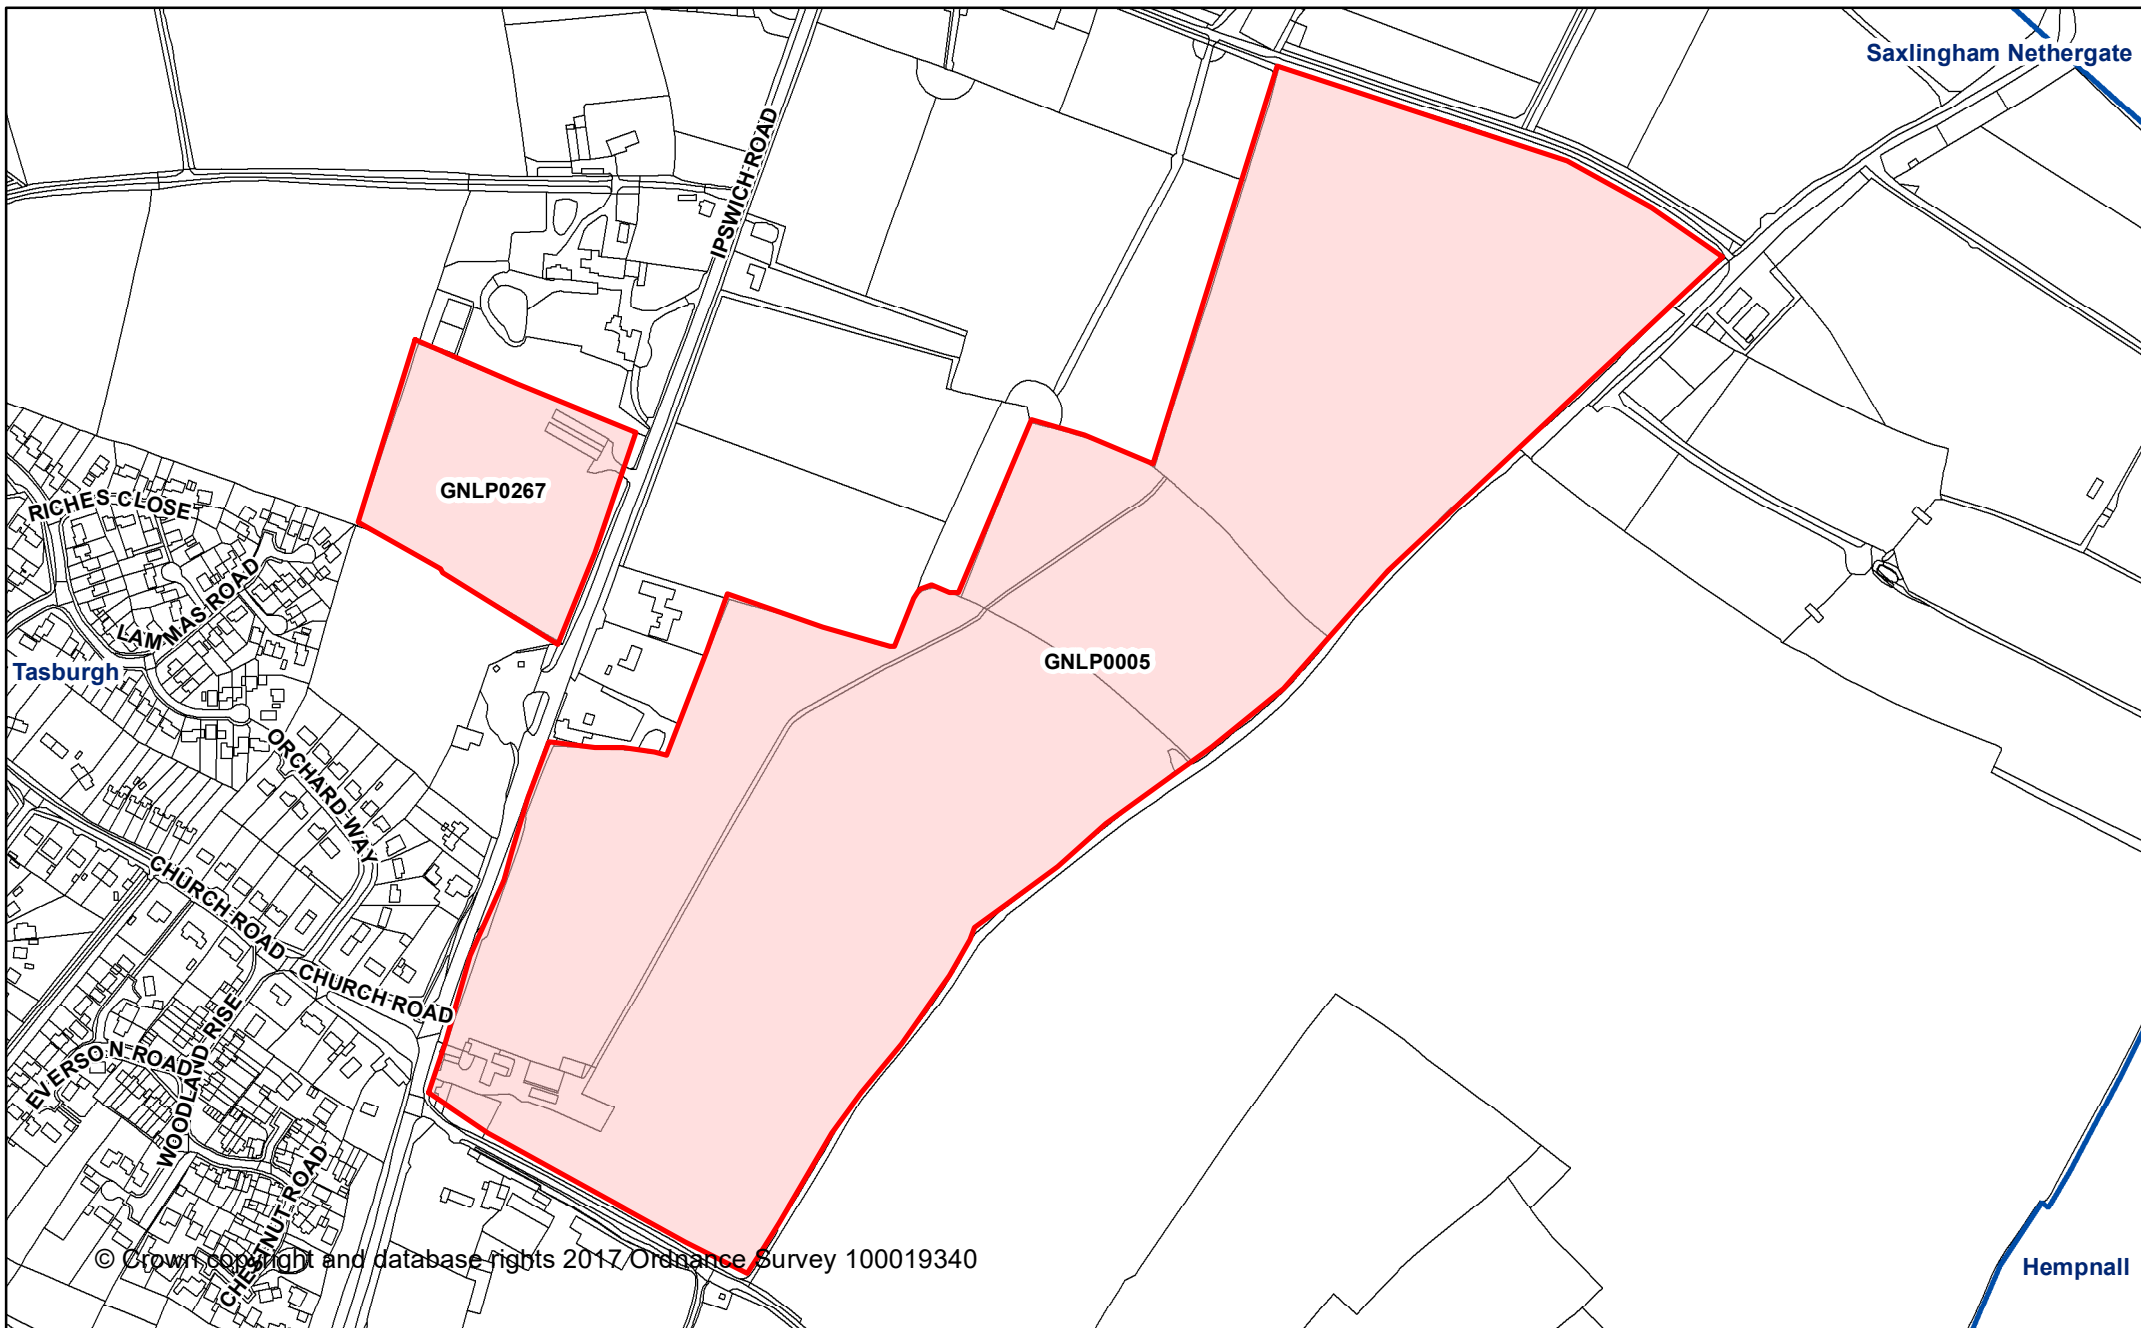 Saxlingham Nethergate
IPSWICH ROAD
GNLP0267
RICHES CLOSE
LAMMAS ROAD
Tasburgh
GNLP0005
ORCHARD WAY
CHURCH ROAD
CHURCH ROAD
EVERSON ROAD
WOODLAND RISE
CHESTNUT ROAD
© Crown copyright and database rights 2017 Ordnance Survey 100019340
Hempnall